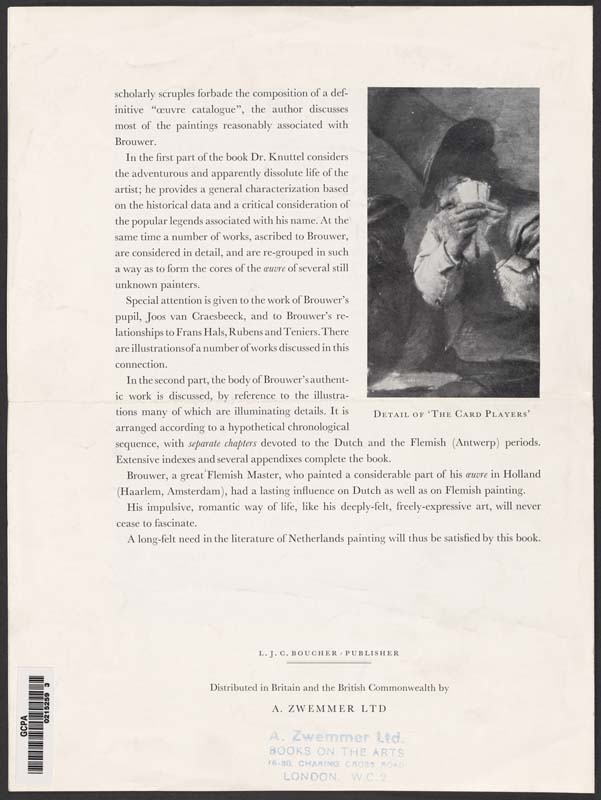 scholarly scruples forbade the composition of a def-
initive “œuvre catalogue”, the author discusses
most of the paintings reasonably associated with
Brouwer.
In the first part of the book Dr. Knuttel considers
the adventurous and apparently dissolute life of the
artist; he provides a general characterization based
on the historical data and a critical consideration of
the popular legends associated with his name. At the
same time a number of works, ascribed to Brouwer,
are considered in detail, and are re-grouped in such
a way as to form the cores of the œuvre of several still
unknown painters.
Special attention is given to the work of Brouwer’s
pupil, Joos van Craesbeeck, and to Brouwer’s re-
lationships to Frans Hals, Rubens and Teniers. There
are illustrations of a number of works discussed in this
connection.
In the second part, the body of Brouwer’s authent-
ic work is discussed, by reference to the illustra-
tions many of which are illuminating details. It is
arranged according to a hypothetical chronological
sequence, with separate chapters devoted to the Dutch and the Flemish (Antwerp) periods.
Extensive indexes and several appendixes complete the book.
Brouwer, a great Flemish Master, who painted a considerable part of his œuvre in Holland
(Haarlem, Amsterdam), had a lasting influence on Dutch as well as on Flemish painting.
His impulsive, romantic way of life, like his deeply-felt, freely-expressive art, will never
cease to fascinate.
A long-felt need in the literature of Netherlands painting will thus be satisfied by this book.
DETAIL OF ‘THE CARD PLAYERS’
L. J. C. BOUCHER · PUBLISHER
Distributed in Britain and the British Commonwealth by
A. ZWEMMER LTD
A. Zwemmer Ltd.
BOOKS ON THE ARTS
76-80, CHARING CROSS ROAD
LONDON, W.C.2
GCPA
0215259 3